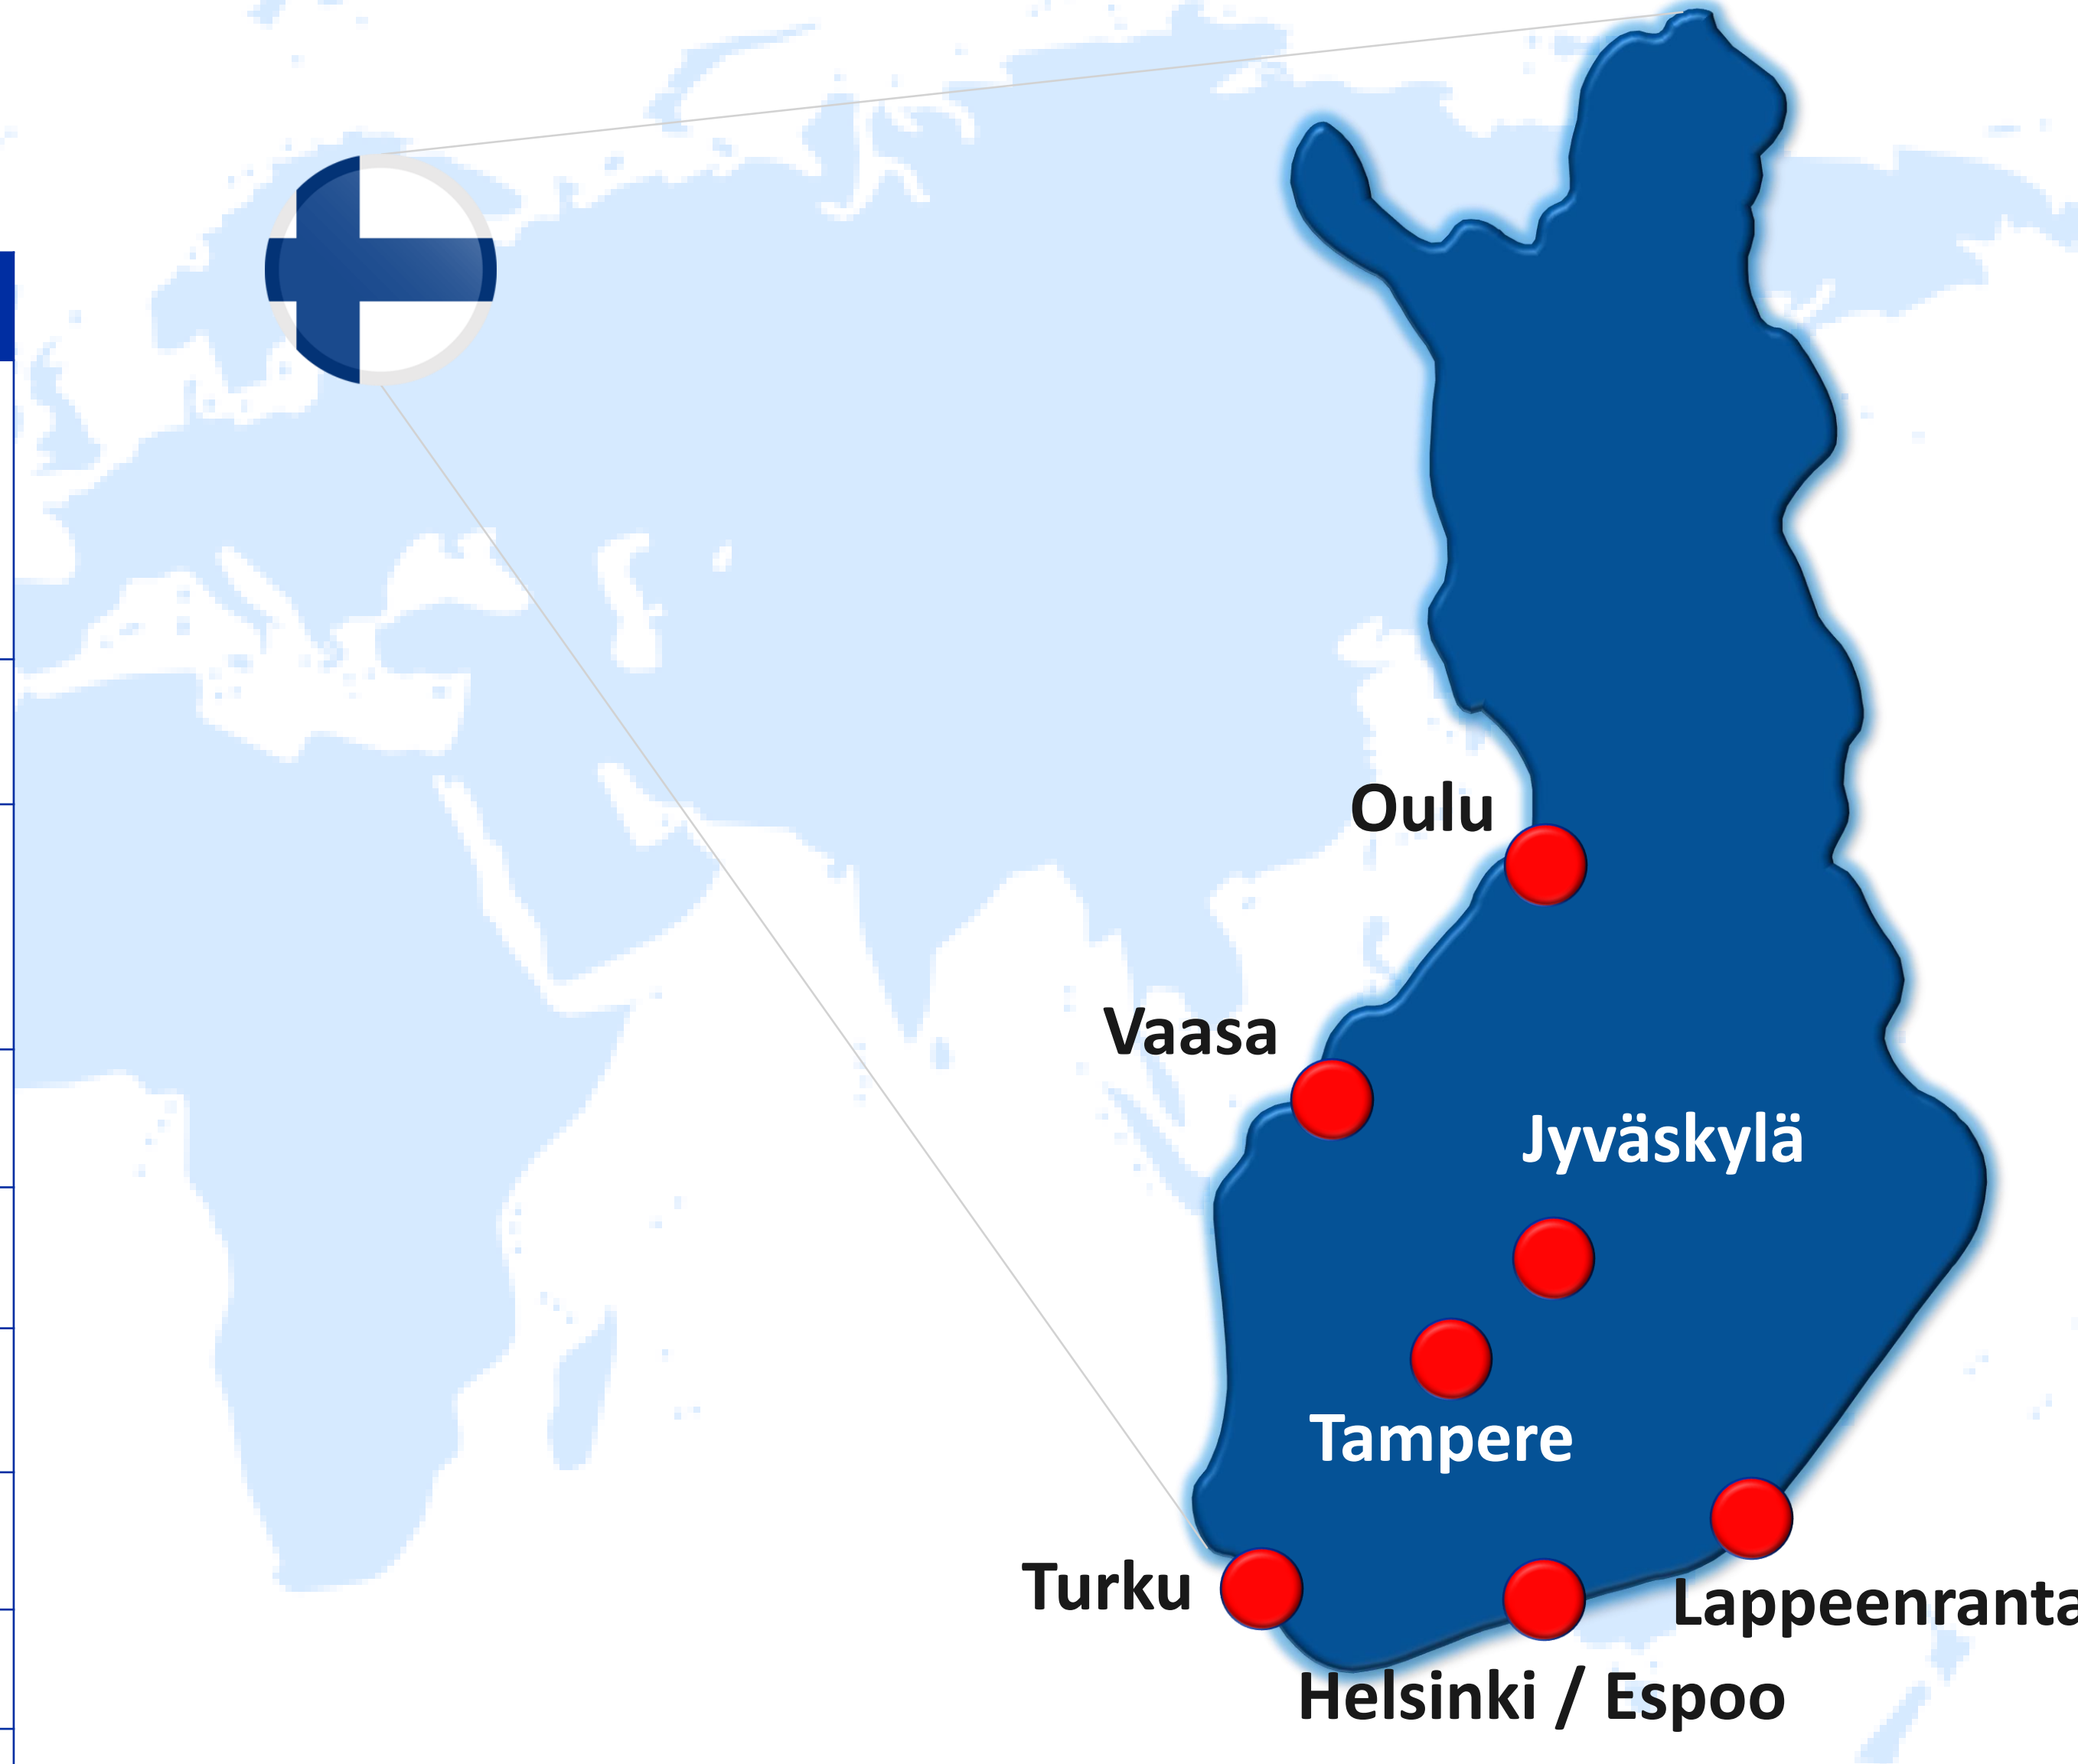 Oulu
Vaasa
Jyväskylä
Tampere
Turku
Lappeenranta
Helsinki / Espoo